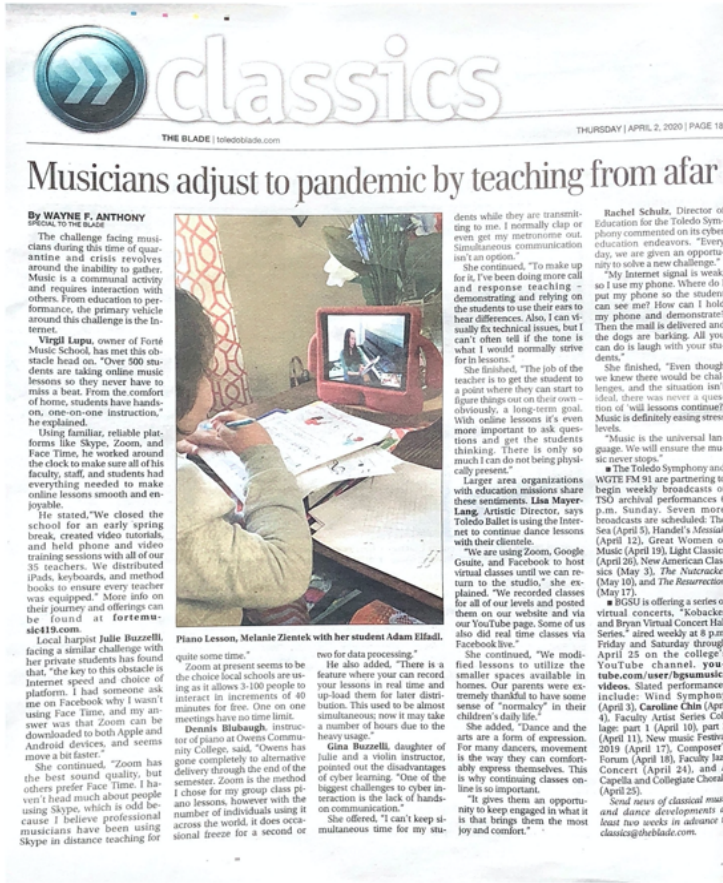 classics
THE BLADE | toledoblade.com
THURSDAY | APRIL 2, 2020 | PAGE 18
Musicians adjust to pandemic by teaching from afar
By WAYNE F. ANTHONY
SPECIAL TO THE BLADE
The challenge facing musi-
cians during this time of quar-
antine and crisis revolves
around the inability to gather.
Music is a communal activity
and requires interaction with
others. From education to per-
formance, the primary vehicle
around this challenge is the In-
ternet.
Virgil Lupu, owner of Forté
Music School, has met this ob-
stacle head on. "Over 500 stu-
dents are taking online music
lessons so they never have to
miss a beat. From the comfort
of home, students have hands-
on, one-on-one instruction,"
he explained.
Using familiar, reliable plat-
forms like Skype, Zoom, and
Face Time, he worked around
the clock to make sure all of his
faculty, staff, and students had
everything needed to make
online lessons smooth and en-
joyable.
He stated,"We closed the
school for an early spring
break, created video tutorials,
and held phone and video
training sessions with all of our
35 teachers. We distributed
iPads, keyboards, and method
books to ensure every teacher
was equipped." More info on
their journey and offerings can
be found at fortemu-
sic419.com.
Local harpist Julie Buzzelli,
facing a similar challenge with
her private students has found
that, "the key to this obstacle is
Internet speed and choice of
platform. I had someone ask
me on Facebook why I wasn't
using Face Time, and my an-
swer was that Zoom can be
downloaded to both Apple and
Android devices, and seems
move a bit faster."
She continued, "Zoom has
the best sound quality, but
others prefer Face Time. I ha-
ven't head much about people
using Skype, which is odd be-
cause I believe professional
musicians have been using
Skype in distance teaching for
Piano Lesson, Melanie Zientek with her student Adam Elfadl.
quite some time."
Zoom at present seems to be
the choice local schools are us-
ing as it allows 3-100 people to
interact in increments of 40
minutes for free. One on one
meetings have no time limit.
Dennis Blubaugh, instruc-
tor of piano at Owens Commu-
nity College, said, "Owens has
gone completely to alternative
delivery through the end of the
semester. Zoom is the method
I chose for my group class pi-
ano lessons, however with the
number of individuals using it
across the world, it does occa-
sional freeze for a second or
two for data processing."
He also added, "There is a
feature where you can record
your lessons in real time and
up-load them for later distri-
bution. This used to be almost
simultaneous; now it may take
a number of hours due to the
heavy usage."
Gina Buzzelli, daughter of
Julie and a violin instructor,
pointed out the disadvantages
of cyber learning. "One of the
biggest challenges to cyber in-
teraction is the lack of hands-
on communication."
She offered, "I can't keep si-
multaneous time for my stu-
dents while they are transmit-
ting to me. I normally clap or
even get my metronome out.
Simultaneous communication
isn't an option."
She continued, "To make up
for it, I've been doing more call
and response teaching –
demonstrating and relying on
the students to use their ears to
hear differences. Also, I can vi-
sually fix technical issues, but I
can't often tell if the tone is
what I would normally strive
for in lessons."
She finished, "The job of the
teacher is to get the student to
a point where they can start to
figure things out on their own –
obviously, a long-term goal.
With online lessons it's even
more important to ask ques-
tions and get the students
thinking. There is only so
much I can do not being physi-
cally present."
Larger area organizations
with education missions share
these sentiments. Lisa Mayer-
Lang, Artistic Director, says
Toledo Ballet is using the Inter-
net to continue dance lessons
with their clientele.
"We are using Zoom, Google
Gsuite, and Facebook to host
virtual classes until we can re-
turn to the studio," she ex-
plained. "We recorded classes
for all of our levels and posted
them on our website and via
our YouTube page. Some of us
also did real time classes via
Facebook live."
She continued, "We modi-
fied lessons to utilize the
smaller spaces available in
homes. Our parents were ex-
tremely thankful to have some
sense of "normalcy" in their
children's daily life."
She added, "Dance and the
arts are a form of expression.
For many dancers, movement
is the way they can comfort-
ably express themselves. This
is why continuing classes on-
line is so important.
"It gives them an opportu-
nity to keep engaged in what it
is that brings them the most
joy and comfort."
Rachel Schulz, Director of
Education for the Toledo Sym-
phony commented on its cyber
education endeavors. "Every
day, we are given an opportu-
nity to solve a new challenge."
"My Internet signal is weak
so I use my phone. Where do I
put my phone so the student
can see me? How can I hold
my phone and demonstrate?
Then the mail is delivered and
the dogs are barking. All you
can do is laugh with your stu-
dents."
She finished, "Even though
we knew there would be chal-
lenges, and the situation isn't
ideal, there was never a ques-
tion of 'will lessons continue?'
Music is definitely easing stress
levels.
"Music is the universal lan-
guage. We will ensure the mu-
sic never stops."
■ The Toledo Symphony and
WGTE FM 91 are partnering to
begin weekly broadcasts of
TSO archival performances
p.m. Sunday. Seven more
broadcasts are scheduled: The
Sea (April 5), Handel's Messiah
(April 12), Great Women of
Music (April 19), Light Classics
(April 26), New American Clas-
sics (May 3), The Nutcracker
(May 10), and The Resurrection
(May 17).
■ BGSU is offering a series of
virtual concerts, "Kobacker
and Bryan Virtual Concert Hall
Series," aired weekly at 8 p.m.
Friday and Saturday through
April 25 on the college's
YouTube channel. you-
tube.com/user/bgsumusic
videos. Slated performances
include: Wind Symphony
(April 3), Caroline Chin (April
4), Faculty Artist Series Col-
lage: part 1 (April 10), part
(April 11), New music Festival
2019 (April 17), Composer
Forum (April 18), Faculty Jazz
Concert (April 24), and
Capella and Collegiate Chorale
(April 25).
Send news of classical music
and dance developments at
least two weeks in advance to
classics@theblade.com.